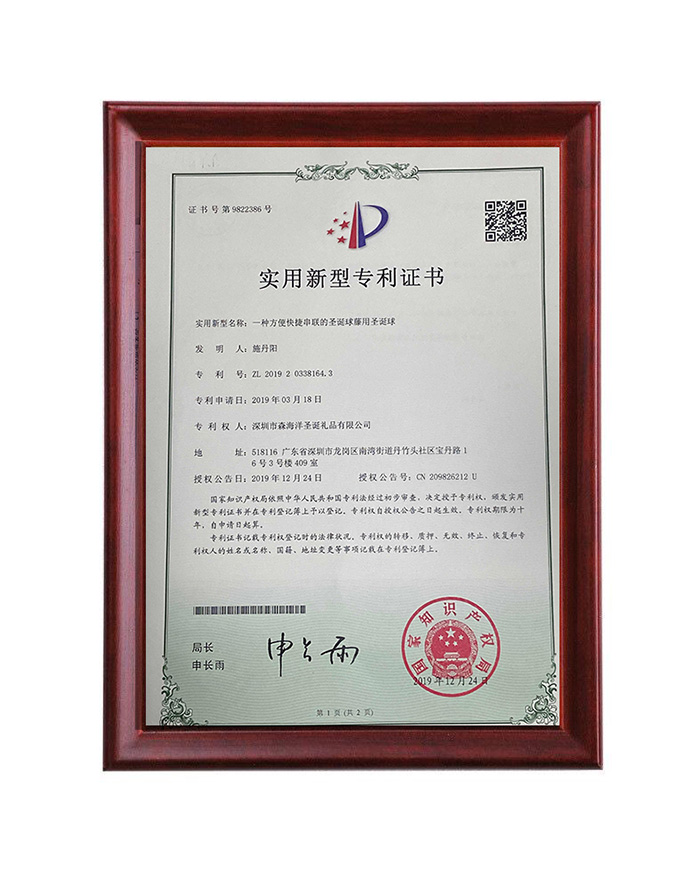 证书号第9822386号
实用新型专利证书
实用新型名称：一种方便快捷串联的圣诞球藤用圣诞球
发 明 人：施丹阳
专 利 号：ZL 2019 2 0338164.3
专利申请日：2019年03月18日
专 利 权 人：深圳市森海洋圣诞礼品有限公司
地 址：518116 广东省深圳市龙岗区南湾街道丹竹头社区宝丹路1
6号3号楼409室
授权公告日：2019年12月24日 授权公告号：CN 209826212 U
国家知识产权局依照中华人民共和国专利法经过初步审查，决定授予专利权，颁发实用
新型专利证书并在专利登记簿上予以登记。专利权自授权公告之日起生效。专利权期限为十
年，自申请日起算。
专利证书记载专利权登记时的法律状况。专利权的转移、质押、无效、终止、恢复和专
利权人的姓名或名称、国籍、地址变更等事项记载在专利登记簿上。
局长
申长雨
申长雨
国家知识产权局
2019年12月24日
第1页(共2页)